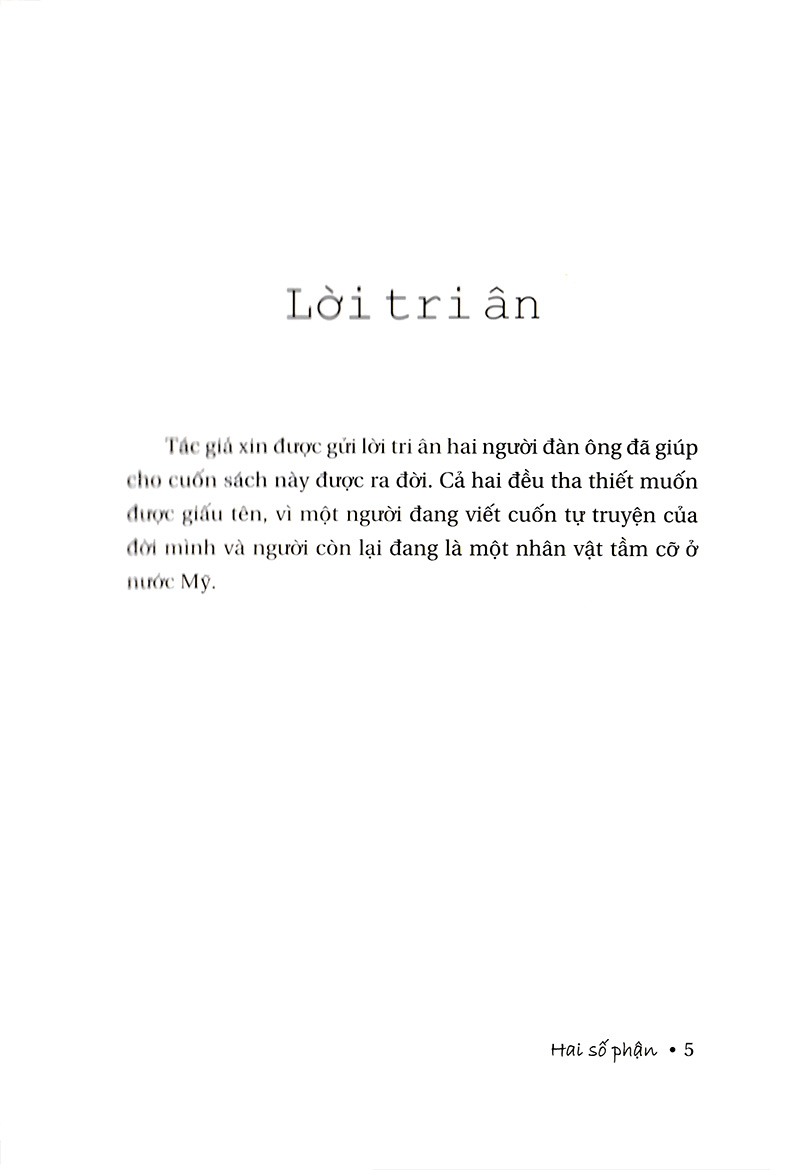 Lời tri ân
Tác giả xin được gửi lời tri ân hai người đàn ông đã giúp
cho cuốn sách này được ra đời. Cả hai đều tha thiết muốn
được giấu tên, vì một người đang viết cuốn tự truyện của
đời mình và người còn lại đang là một nhân vật tầm cỡ ở
nước Mỹ.
Hai số phận • 5